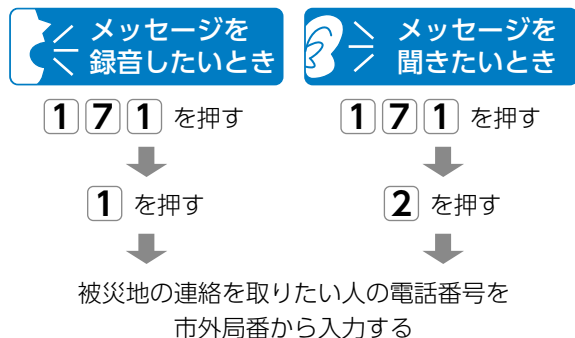 メッセージを
録音したいとき
メッセージを
聞きたいとき
171 を押す
171 を押す
1 を押す
2 を押す
被災地の連絡を取りたい人の電話番号を
市外局番から入力する